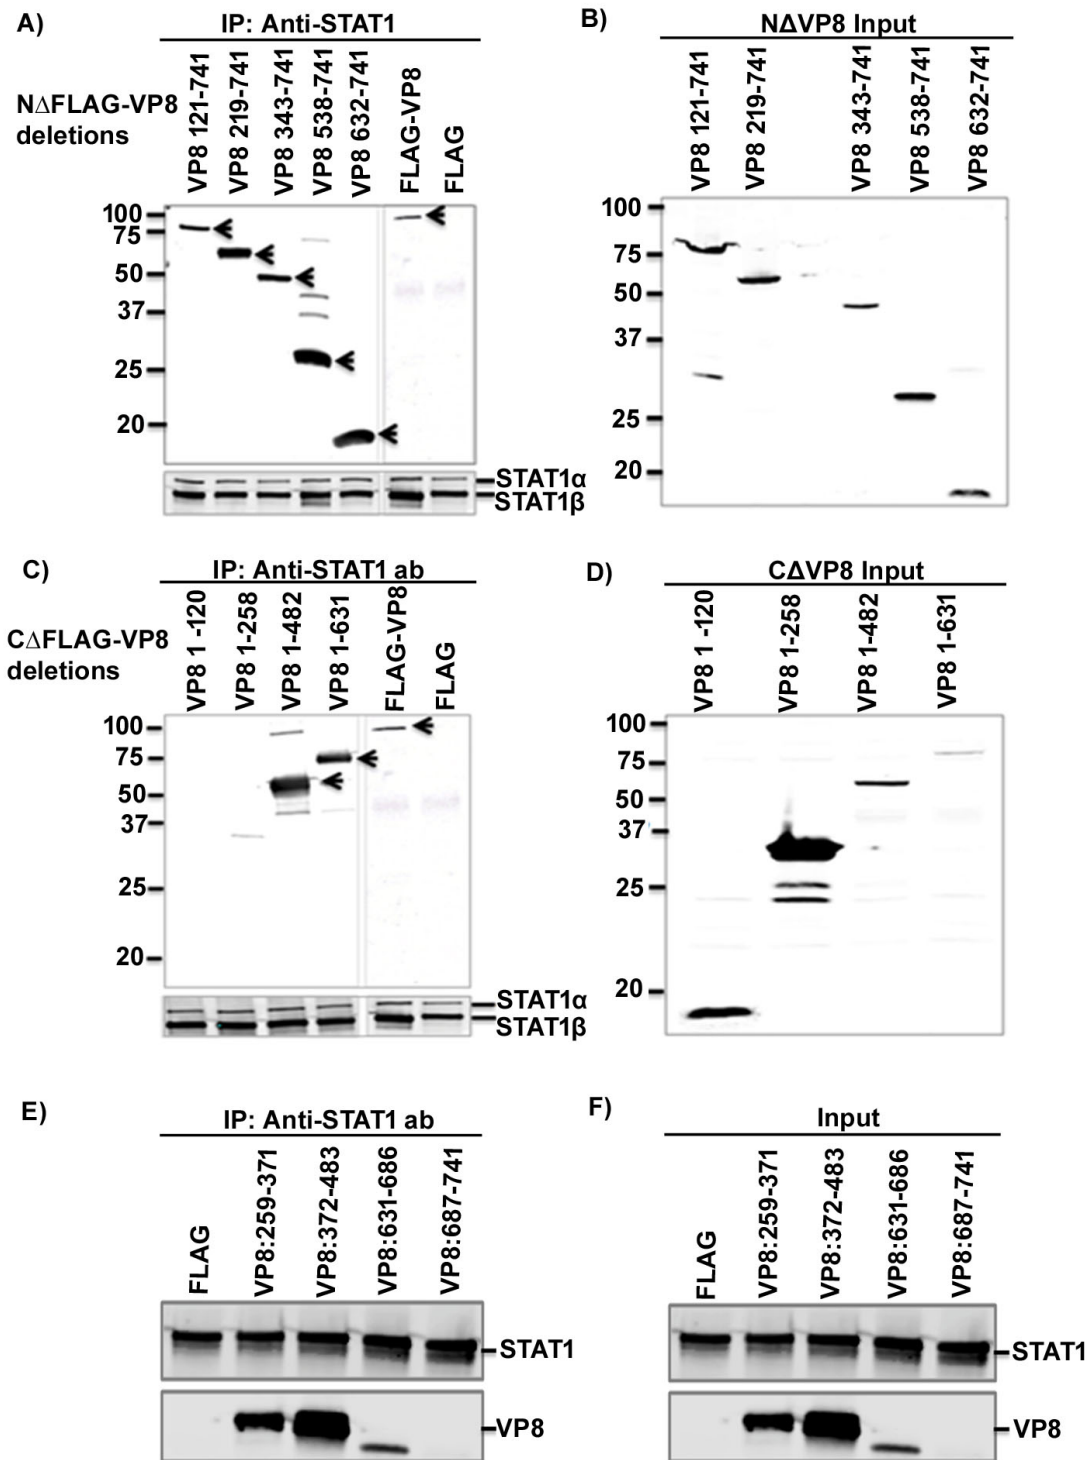 A)
IP: Anti-STAT1
NΔFLAG-VP8
deletions
VP8 121-741
VP8 219-741
VP8 343-741
VP8 538-741
VP8 632-741
FLAG-VP8
FLAG
100
75
50
37
25
20
STAT1α
STAT1β
B)
NΔVP8 Input
VP8 121-741
VP8 219-741
VP8 343-741
VP8 538-741
VP8 632-741
100
75
50
37
25
20
C)
IP: Anti-STAT1 ab
CΔFLAG-VP8
deletions
VP8 1 -120
VP8 1-258
VP8 1-482
VP8 1-631
FLAG-VP8
FLAG
100
75
50
37
25
20
STAT1α
STAT1β
D)
CΔVP8 Input
VP8 1 -120
VP8 1-258
VP8 1-482
VP8 1-631
100
75
50
37
25
20
E)
IP: Anti-STAT1 ab
FLAG
VP8:259-371
VP8:372-483
VP8:631-686
VP8:687-741
STAT1
VP8
F)
Input
FLAG
VP8:259-371
VP8:372-483
VP8:631-686
VP8:687-741
STAT1
VP8